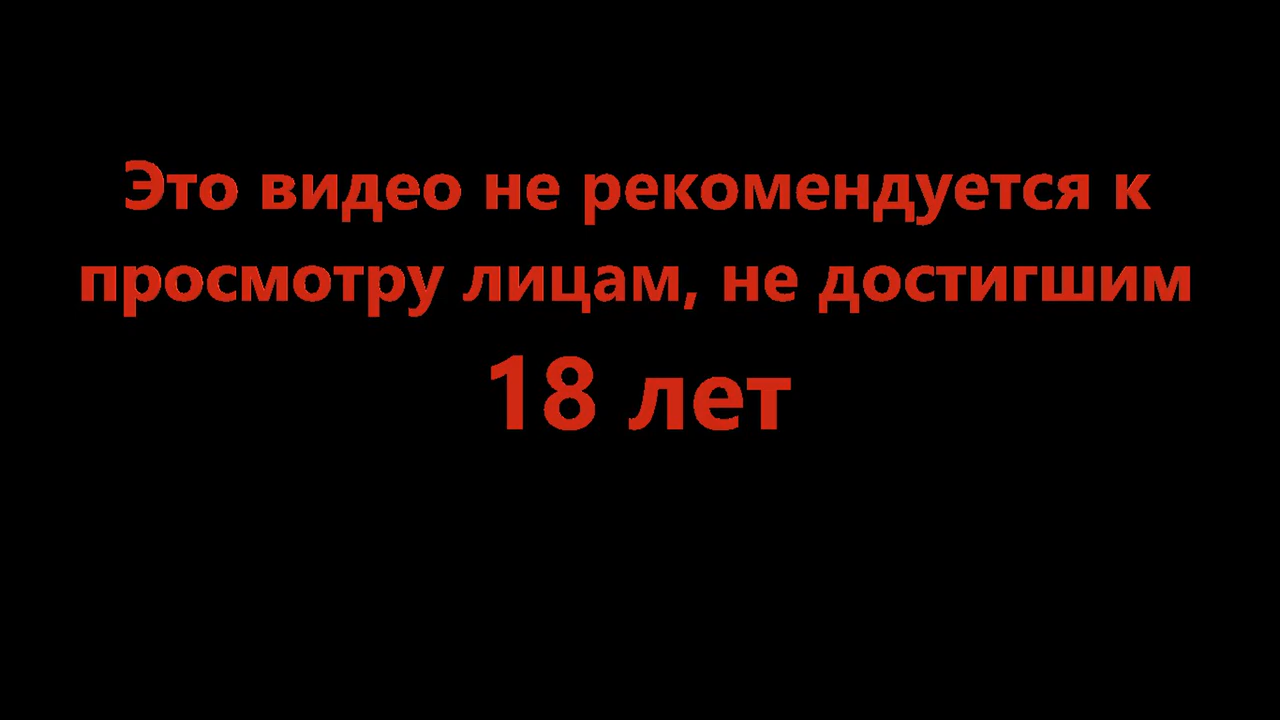 Это видео не рекомендуется к
просмотру лицам, не достигшим
18 лет